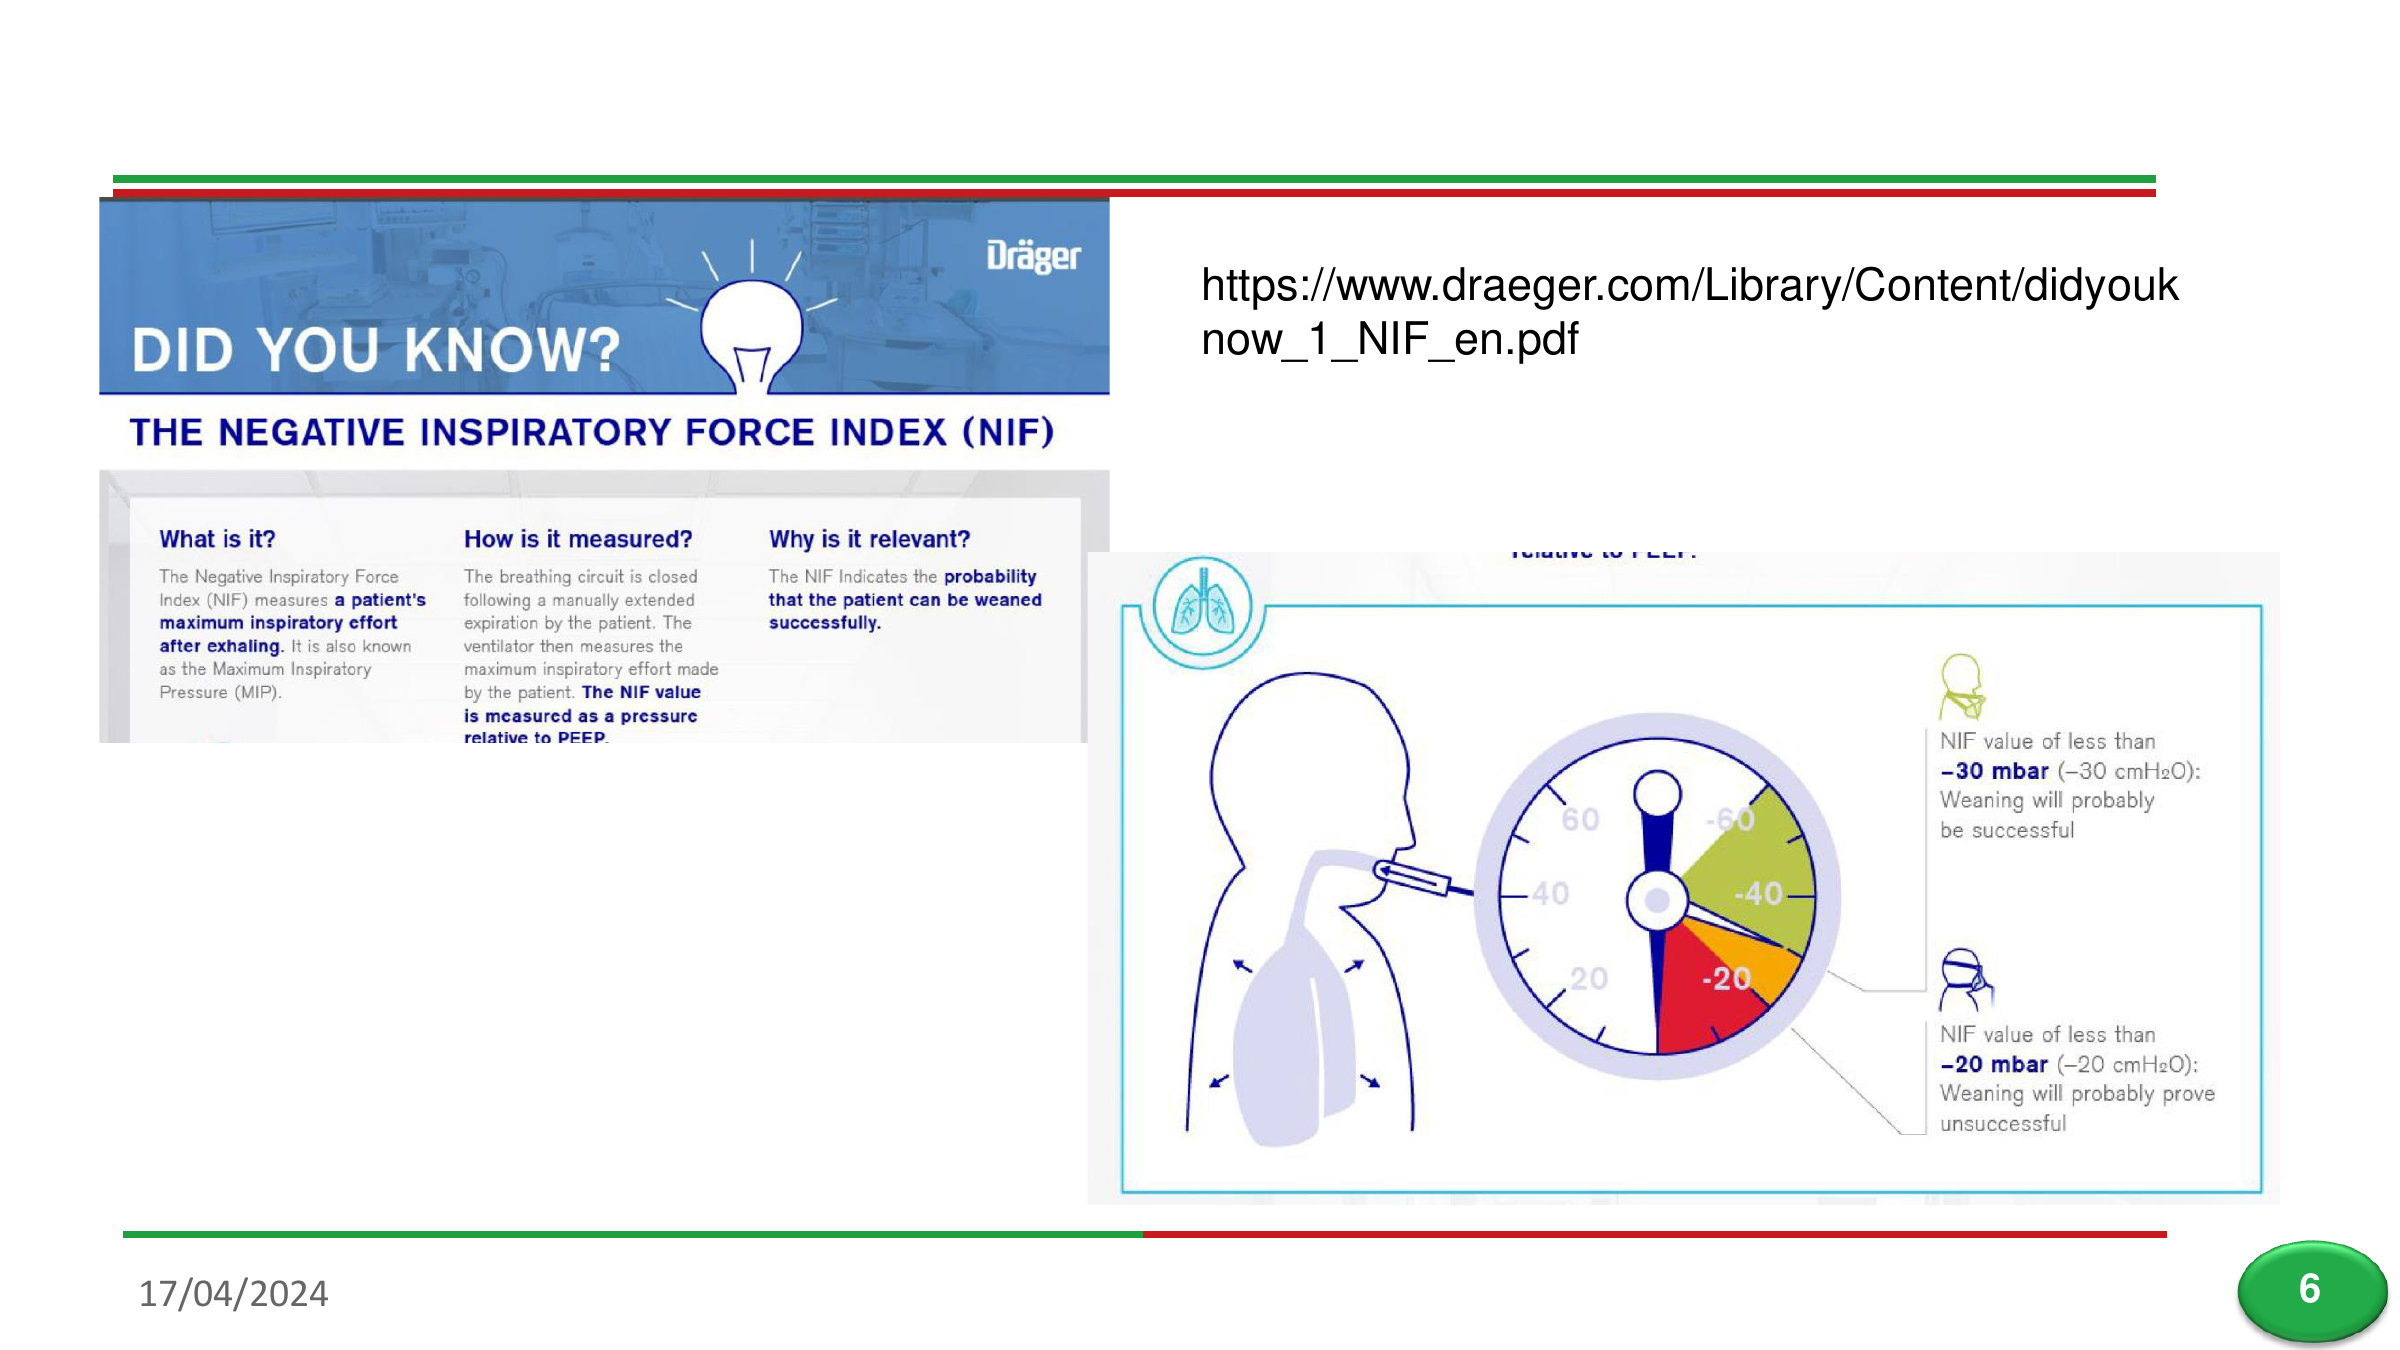 Dräger
DID YOU KNOW?
THE NEGATIVE INSPIRATORY FORCE INDEX (NIF)
https://www.draeger.com/Library/Content/didyouk
now_1_NIF_en.pdf
What is it?
The Negative Inspiratory Force
Index (NIF) measures a patient's
maximum inspiratory effort
after exhaling. It is also known
as the Maximum Inspiratory
Pressure (MIP).
How is it measured?
The breathing circuit is closed
following a manually extended
expiration by the patient. The
ventilator then measures the
maximum inspiratory effort made
by the patient. The NIF value
is measured as a pressure
relative to PEEP.
Why is it relevant?
The NIF Indicates the probability
that the patient can be weaned
successfully.
relative to PEEP.
60
-60
40
-40
20
-20
NIF value of less than
–30 mbar (–30 cmH₂O):
Weaning will probably
be successful
NIF value of less than
–20 mbar (–20 cmH₂O):
Weaning will probably prove
unsuccessful
17/04/2024
6